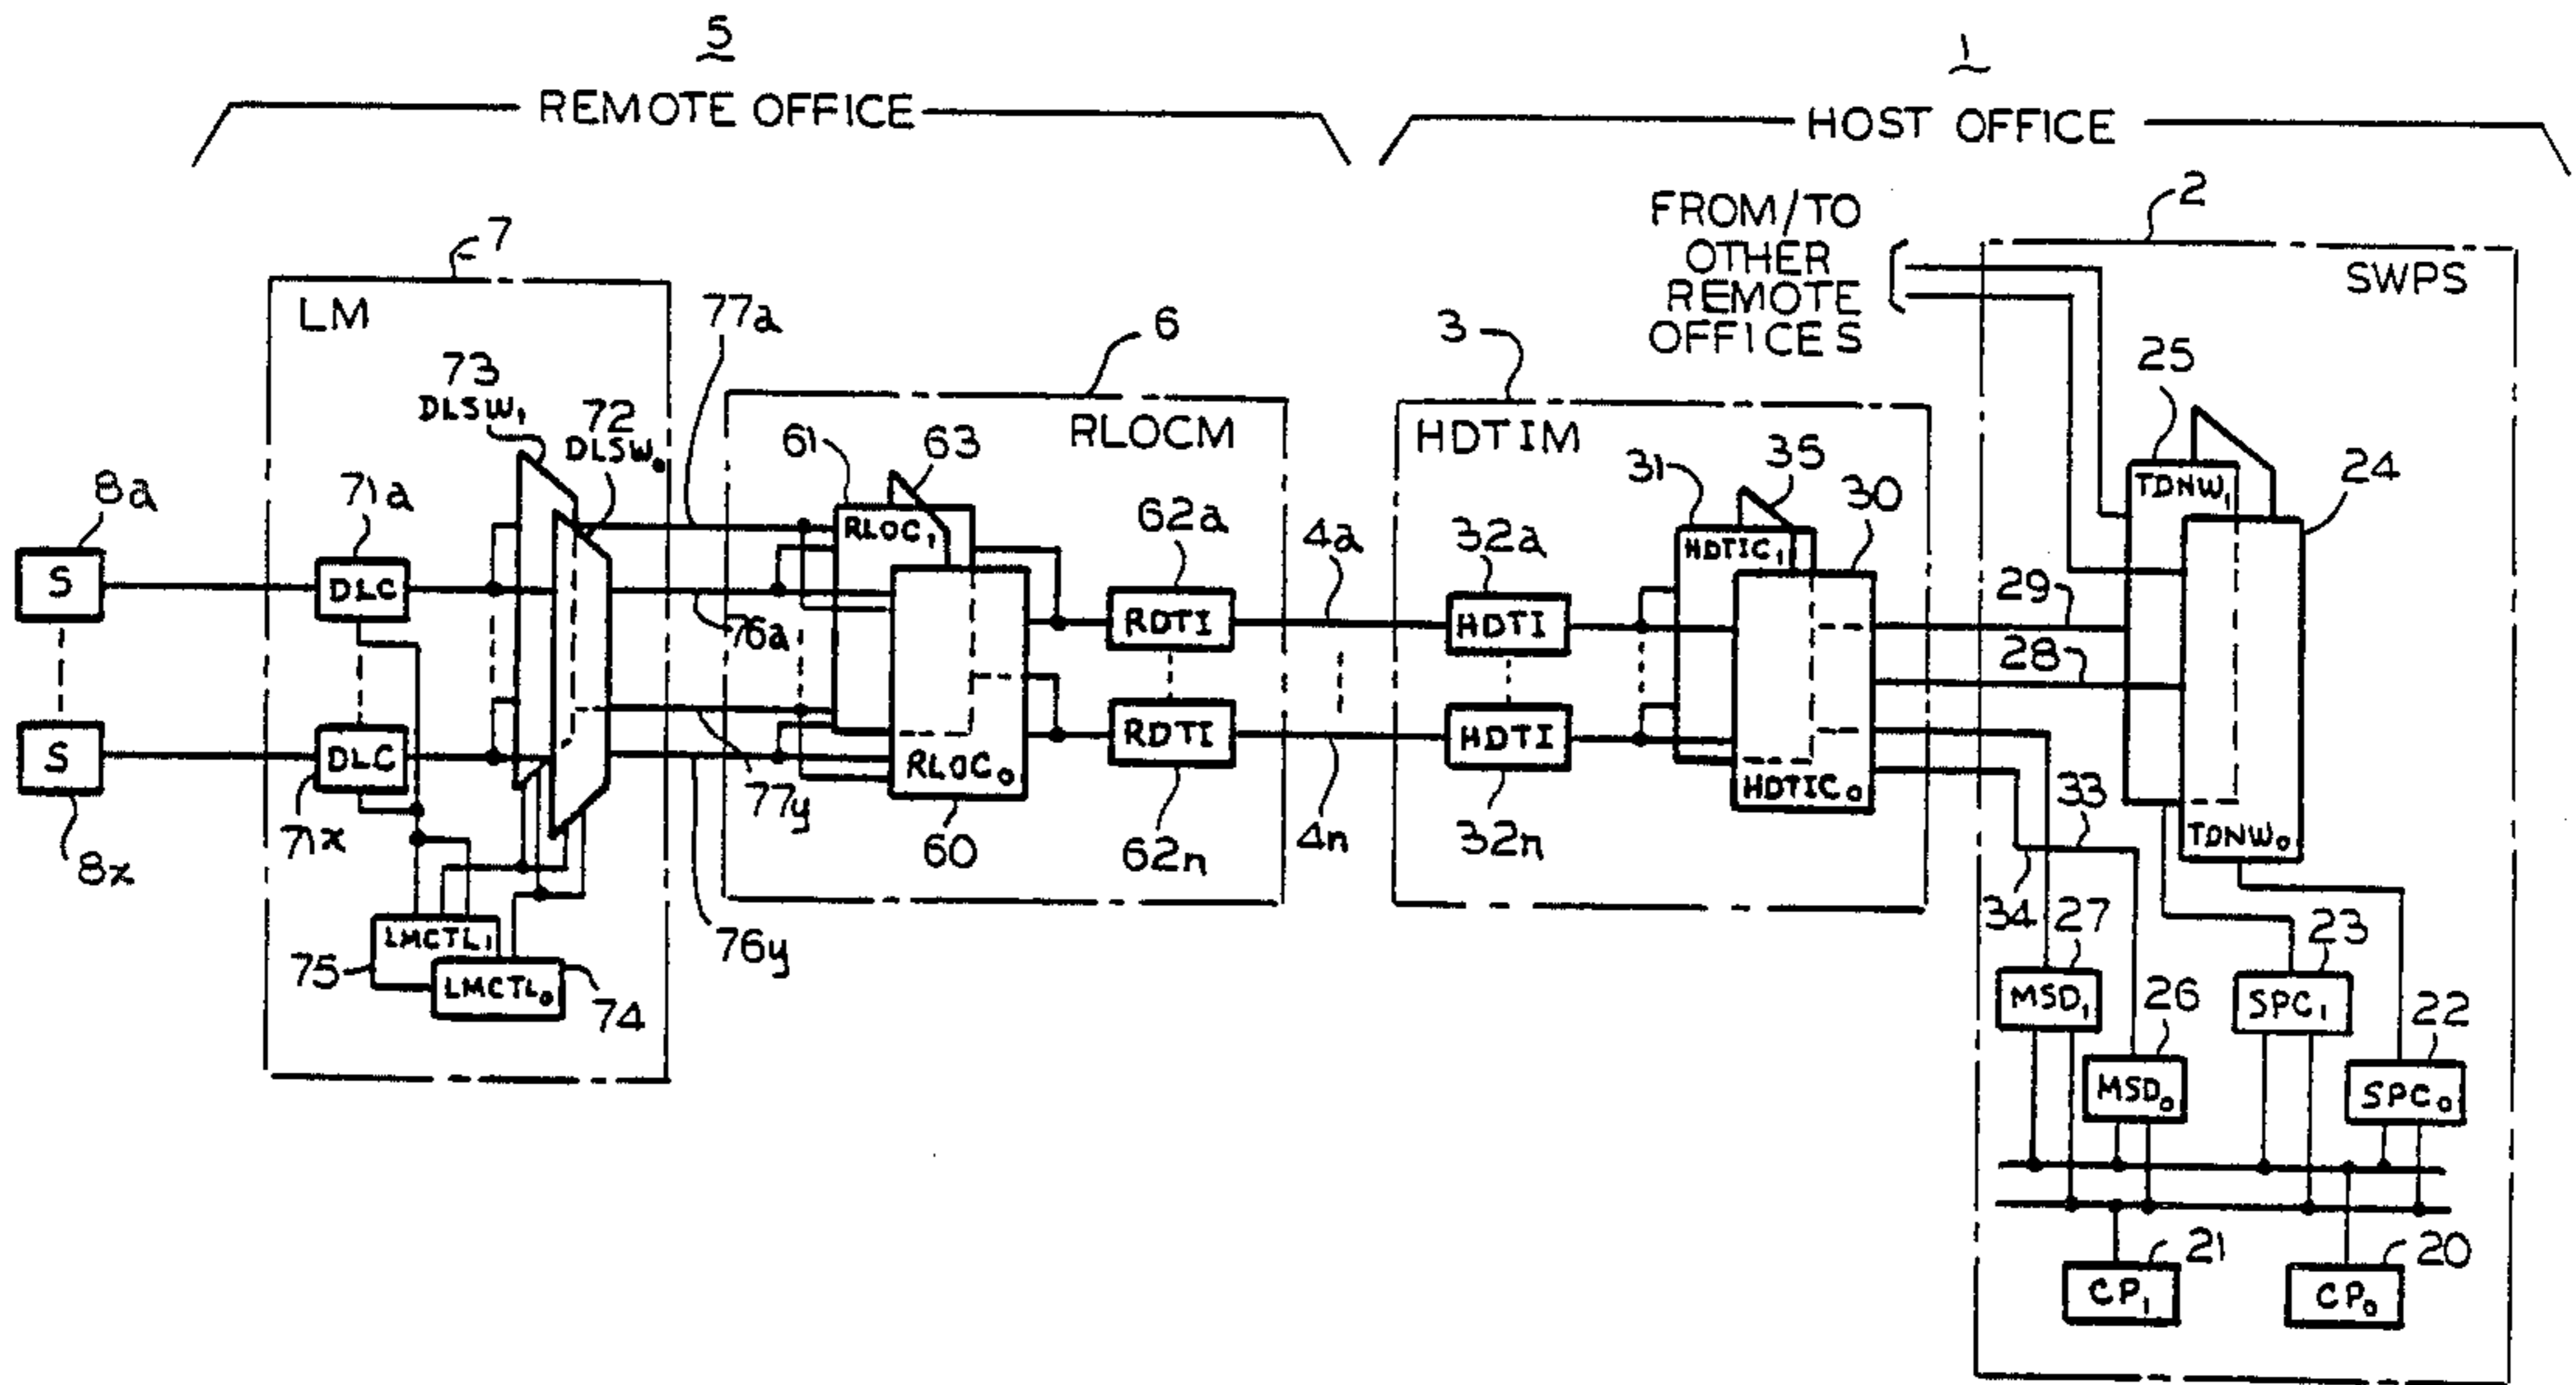 5
REMOTE OFFICE
1
HOST OFFICE
FROM/TO
OTHER
REMOTE
OFFICES
2
SWPS
7
LM
73
DLSW₁
72
DLSW₀
77a
6
RLOCM
3
HDTIM
25
TDNW₁
24
8a
S
71a
DLC
61
RLOC₁
63
62a
RDTI
4a
32a
HDTI
31
HDTIC₁
35
30
29
28
76a
8x
S
71x
DLC
77y
76y
RLOC₀
60
RDTI
62n
4n
HDTI
32n
HDTIC₀
33
34
TDNW₀
75
LMCTL₁
LMCTL₀
74
27
MSD₁
26
MSD₀
23
SPC₁
22
SPC₀
21
CP₁
20
CP₀